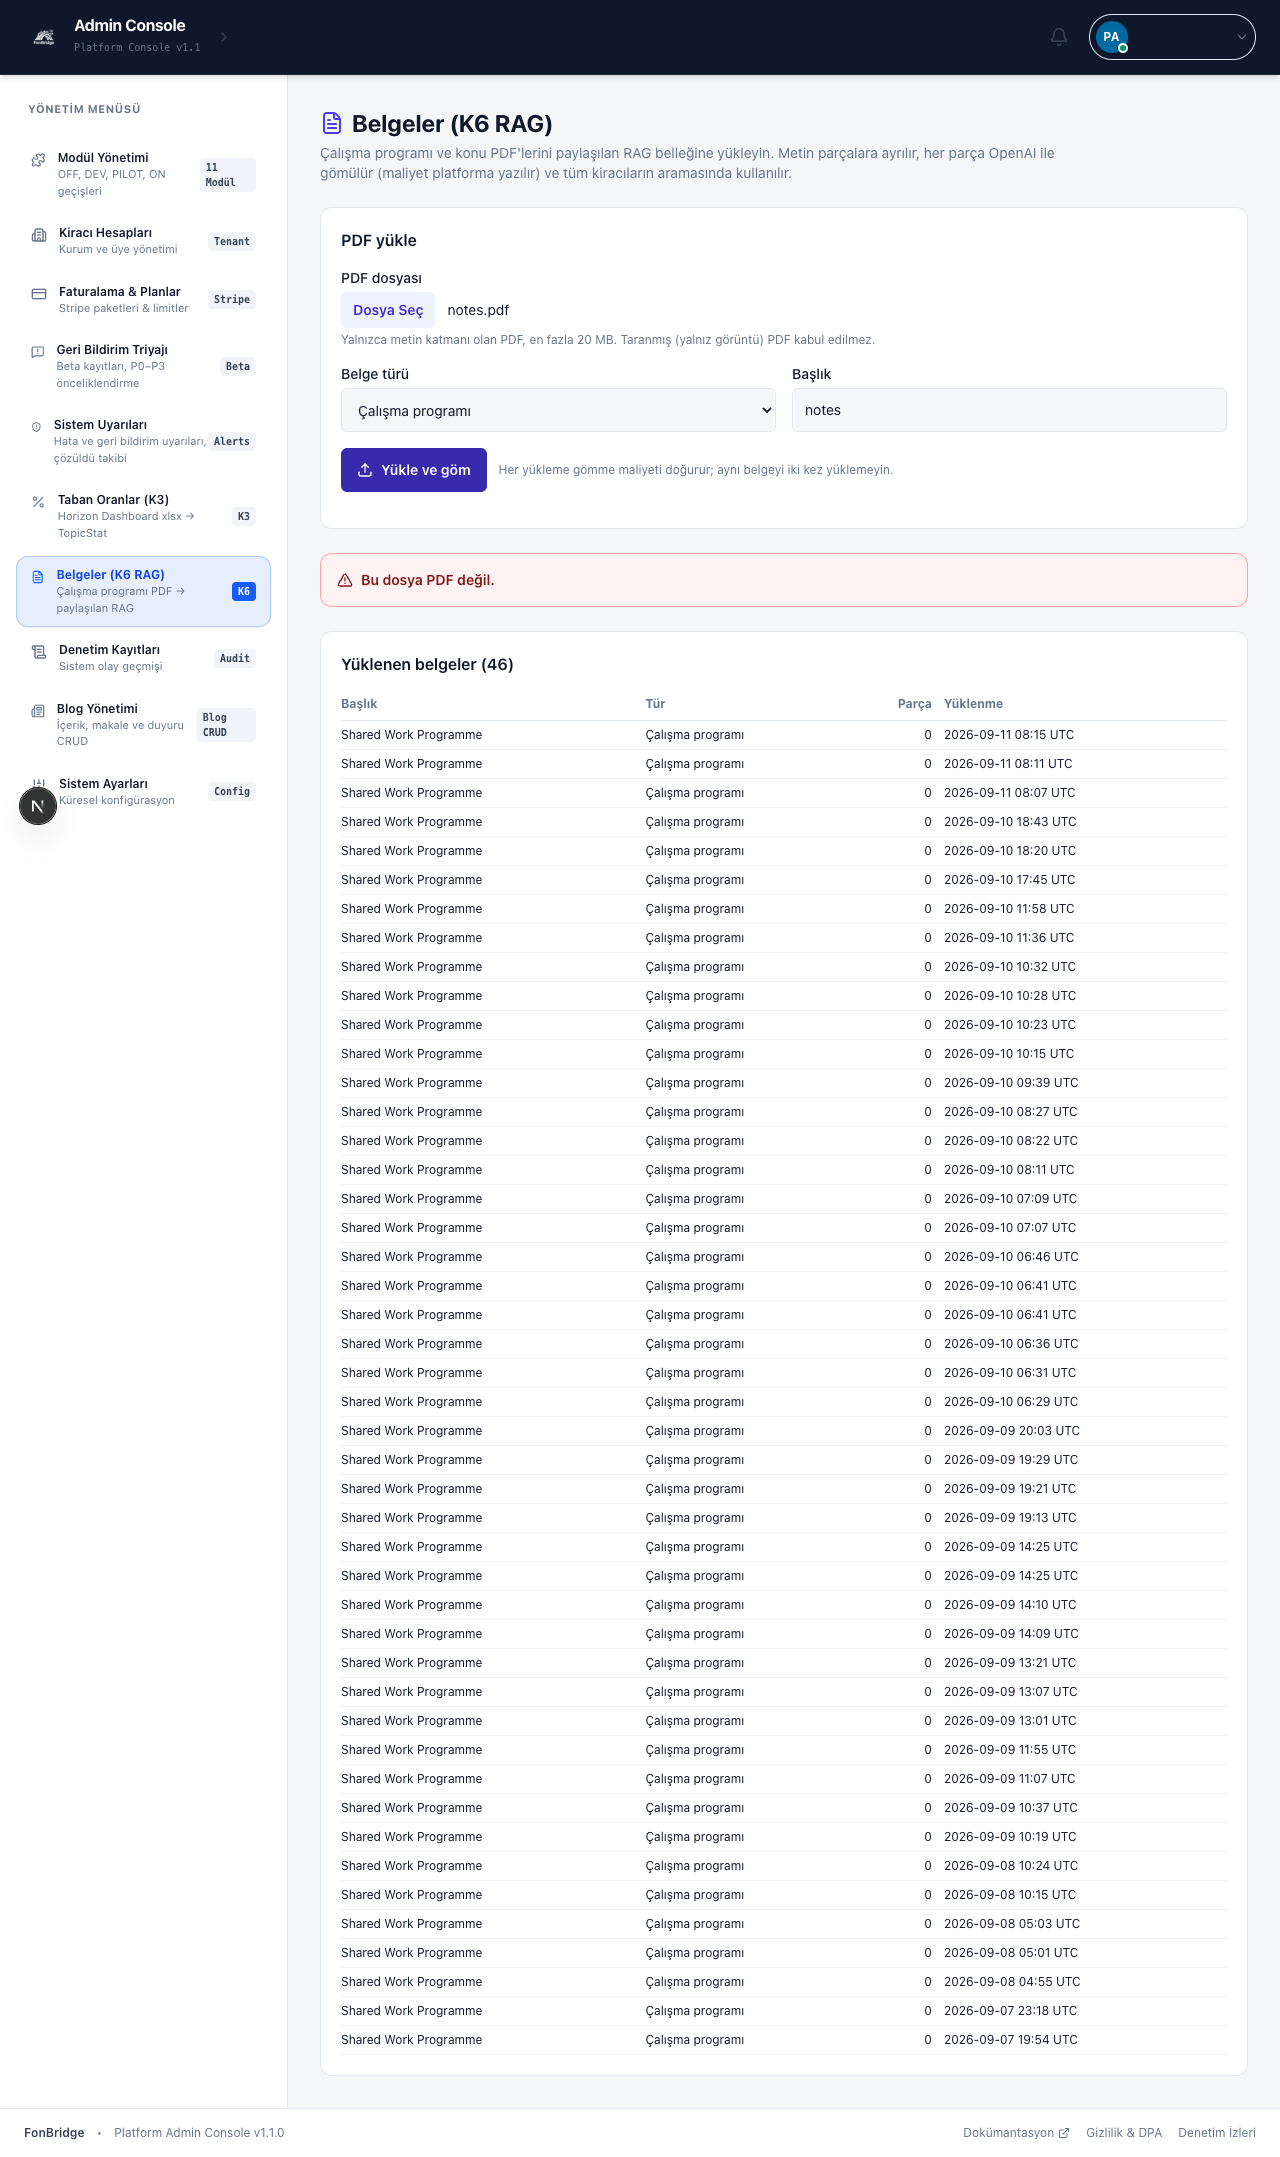 Admin Console
Platform Console v1.1
PA
YÖNETİM MENÜSÜ
Modül Yönetimi
OFF, DEV, PILOT, ON
geçişleri
11
Modül
Kiracı Hesapları
Kurum ve üye yönetimi
Tenant
Faturalama & Planlar
Stripe paketleri & limitler
Stripe
Geri Bildirim Triyajı
Beta kayıtları, P0–P3
önceliklendirme
Beta
Sistem Uyarıları
Hata ve geri bildirim uyarıları,
çözüldü takibi
Alerts
Taban Oranlar (K3)
Horizon Dashboard xlsx →
TopicStat
K3
Belgeler (K6 RAG)
Çalışma programı PDF →
paylaşılan RAG
K6
Denetim Kayıtları
Sistem olay geçmişi
Audit
Blog Yönetimi
İçerik, makale ve duyuru
CRUD
Blog
CRUD
Sistem Ayarları
Küresel konfigürasyon
Config
N
Belgeler (K6 RAG)
Çalışma programı ve konu PDF'lerini paylaşılan RAG belleğine yükleyin. Metin parçalara ayrılır, her parça OpenAI ile
gömülür (maliyet platforma yazılır) ve tüm kiracıların aramasında kullanılır.
PDF yükle
PDF dosyası
Dosya Seç notes.pdf
Yalnızca metin katmanı olan PDF, en fazla 20 MB. Taranmış (yalnız görüntü) PDF kabul edilmez.
Belge türü Başlık
Çalışma programı notes
Yükle ve göm Her yükleme gömme maliyeti doğurur; aynı belgeyi iki kez yüklemeyin.
Bu dosya PDF değil.
Yüklenen belgeler (46)
Başlık Tür Parça Yüklenme
Shared Work Programme Çalışma programı 0 2026-09-11 08:15 UTC
Shared Work Programme Çalışma programı 0 2026-09-11 08:11 UTC
Shared Work Programme Çalışma programı 0 2026-09-11 08:07 UTC
Shared Work Programme Çalışma programı 0 2026-09-10 18:43 UTC
Shared Work Programme Çalışma programı 0 2026-09-10 18:20 UTC
Shared Work Programme Çalışma programı 0 2026-09-10 17:45 UTC
Shared Work Programme Çalışma programı 0 2026-09-10 11:58 UTC
Shared Work Programme Çalışma programı 0 2026-09-10 11:36 UTC
Shared Work Programme Çalışma programı 0 2026-09-10 10:32 UTC
Shared Work Programme Çalışma programı 0 2026-09-10 10:28 UTC
Shared Work Programme Çalışma programı 0 2026-09-10 10:23 UTC
Shared Work Programme Çalışma programı 0 2026-09-10 10:15 UTC
Shared Work Programme Çalışma programı 0 2026-09-10 09:39 UTC
Shared Work Programme Çalışma programı 0 2026-09-10 08:27 UTC
Shared Work Programme Çalışma programı 0 2026-09-10 08:22 UTC
Shared Work Programme Çalışma programı 0 2026-09-10 08:11 UTC
Shared Work Programme Çalışma programı 0 2026-09-10 07:09 UTC
Shared Work Programme Çalışma programı 0 2026-09-10 07:07 UTC
Shared Work Programme Çalışma programı 0 2026-09-10 06:46 UTC
Shared Work Programme Çalışma programı 0 2026-09-10 06:41 UTC
Shared Work Programme Çalışma programı 0 2026-09-10 06:41 UTC
Shared Work Programme Çalışma programı 0 2026-09-10 06:36 UTC
Shared Work Programme Çalışma programı 0 2026-09-10 06:31 UTC
Shared Work Programme Çalışma programı 0 2026-09-10 06:29 UTC
Shared Work Programme Çalışma programı 0 2026-09-09 20:03 UTC
Shared Work Programme Çalışma programı 0 2026-09-09 19:29 UTC
Shared Work Programme Çalışma programı 0 2026-09-09 19:21 UTC
Shared Work Programme Çalışma programı 0 2026-09-09 19:13 UTC
Shared Work Programme Çalışma programı 0 2026-09-09 14:25 UTC
Shared Work Programme Çalışma programı 0 2026-09-09 14:25 UTC
Shared Work Programme Çalışma programı 0 2026-09-09 14:10 UTC
Shared Work Programme Çalışma programı 0 2026-09-09 14:09 UTC
Shared Work Programme Çalışma programı 0 2026-09-09 13:21 UTC
Shared Work Programme Çalışma programı 0 2026-09-09 13:07 UTC
Shared Work Programme Çalışma programı 0 2026-09-09 13:01 UTC
Shared Work Programme Çalışma programı 0 2026-09-09 11:55 UTC
Shared Work Programme Çalışma programı 0 2026-09-09 11:07 UTC
Shared Work Programme Çalışma programı 0 2026-09-09 10:37 UTC
Shared Work Programme Çalışma programı 0 2026-09-09 10:19 UTC
Shared Work Programme Çalışma programı 0 2026-09-08 10:24 UTC
Shared Work Programme Çalışma programı 0 2026-09-08 10:15 UTC
Shared Work Programme Çalışma programı 0 2026-09-08 05:03 UTC
Shared Work Programme Çalışma programı 0 2026-09-08 05:01 UTC
Shared Work Programme Çalışma programı 0 2026-09-08 04:55 UTC
Shared Work Programme Çalışma programı 0 2026-09-07 23:18 UTC
Shared Work Programme Çalışma programı 0 2026-09-07 19:54 UTC
FonBridge • Platform Admin Console v1.1.0
Dokümantasyon Gizlilik & DPA Denetim İzleri